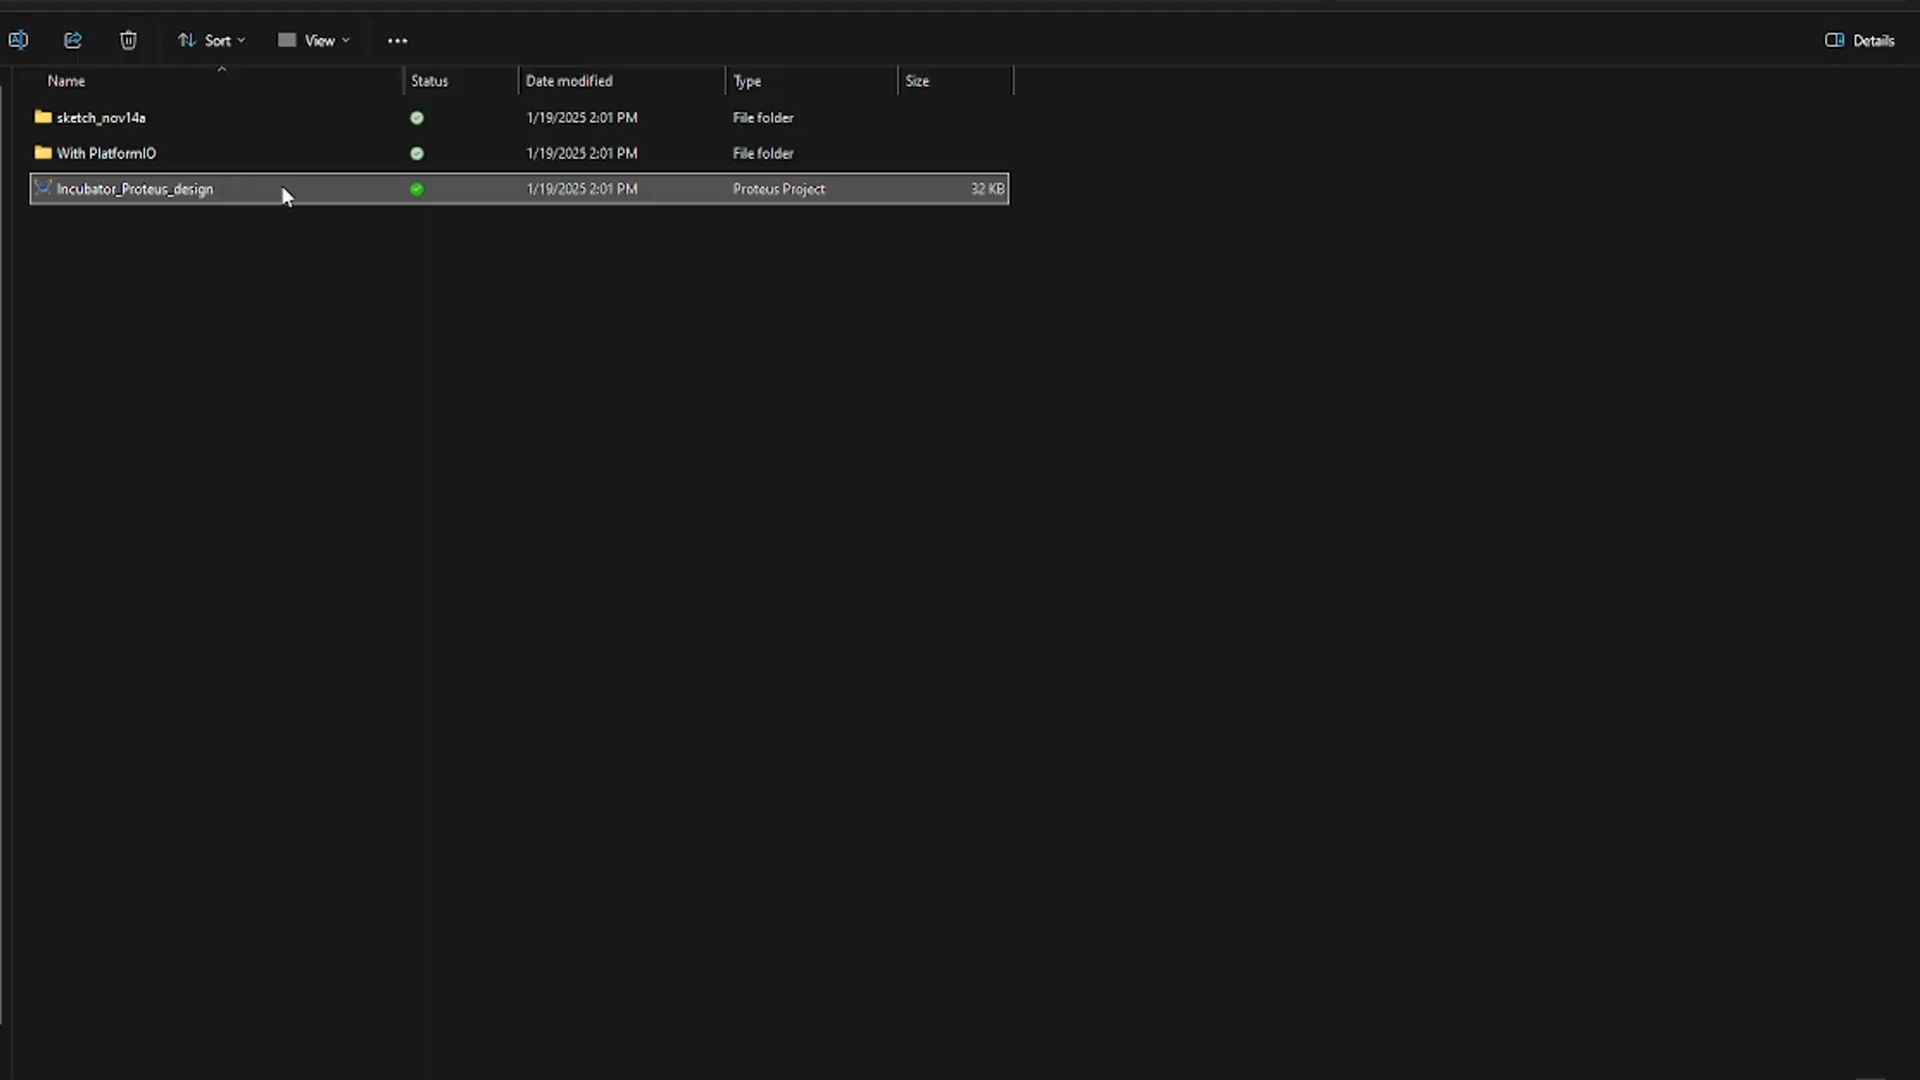 Sort View Details
Name Status Date modified Type Size
sketch_nov14a 1/19/2025 2:01 PM File folder
With PlatformIO 1/19/2025 2:01 PM File folder
Incubator_Proteus_design 1/19/2025 2:01 PM Proteus Project 32 KB